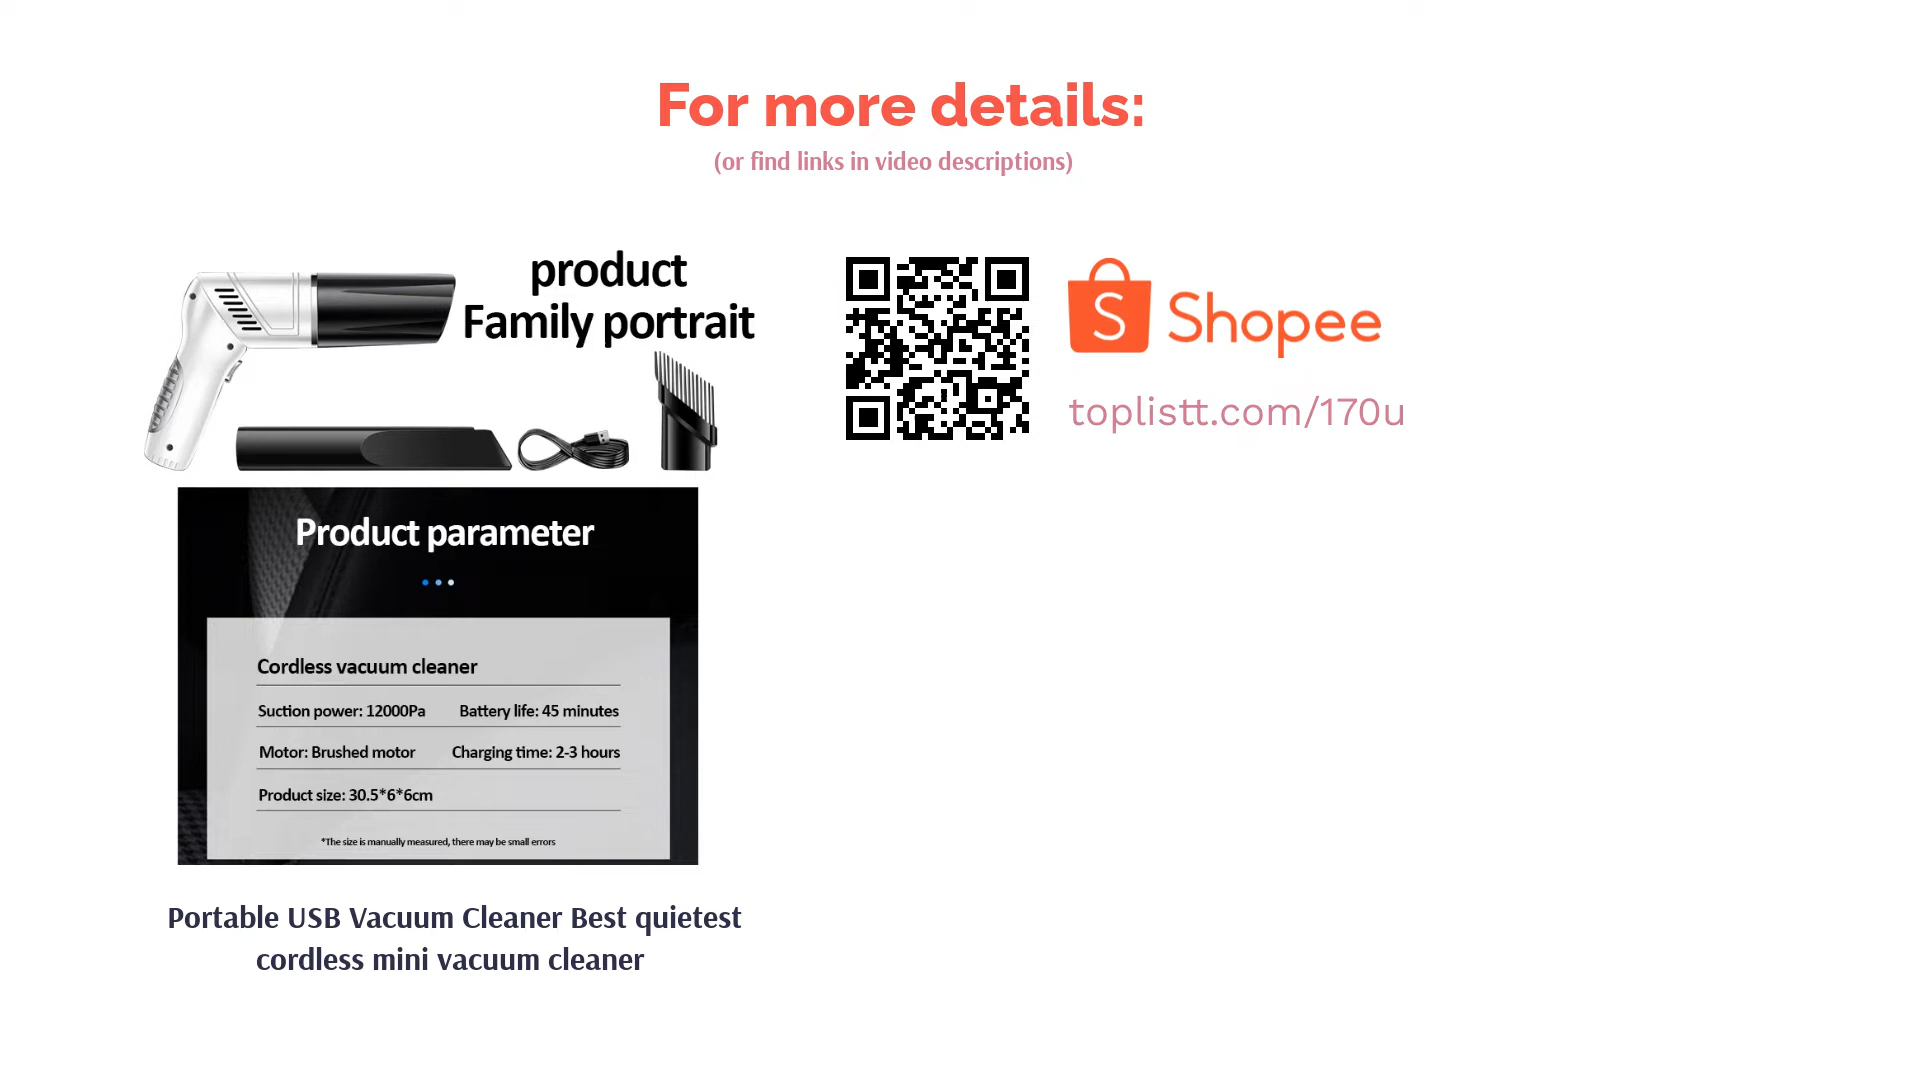 For more details:
(or find links in video descriptions)
product
Family portrait
Shopee
toplistt.com/170u
Product parameter
Cordless vacuum cleaner
Suction power: 12000Pa Battery life: 45 minutes
Motor: Brushed motor Charging time: 2-3 hours
Product size: 30.5*6*6cm
*The size is manually measured, there may be small errors
Portable USB Vacuum Cleaner Best quietest
cordless mini vacuum cleaner